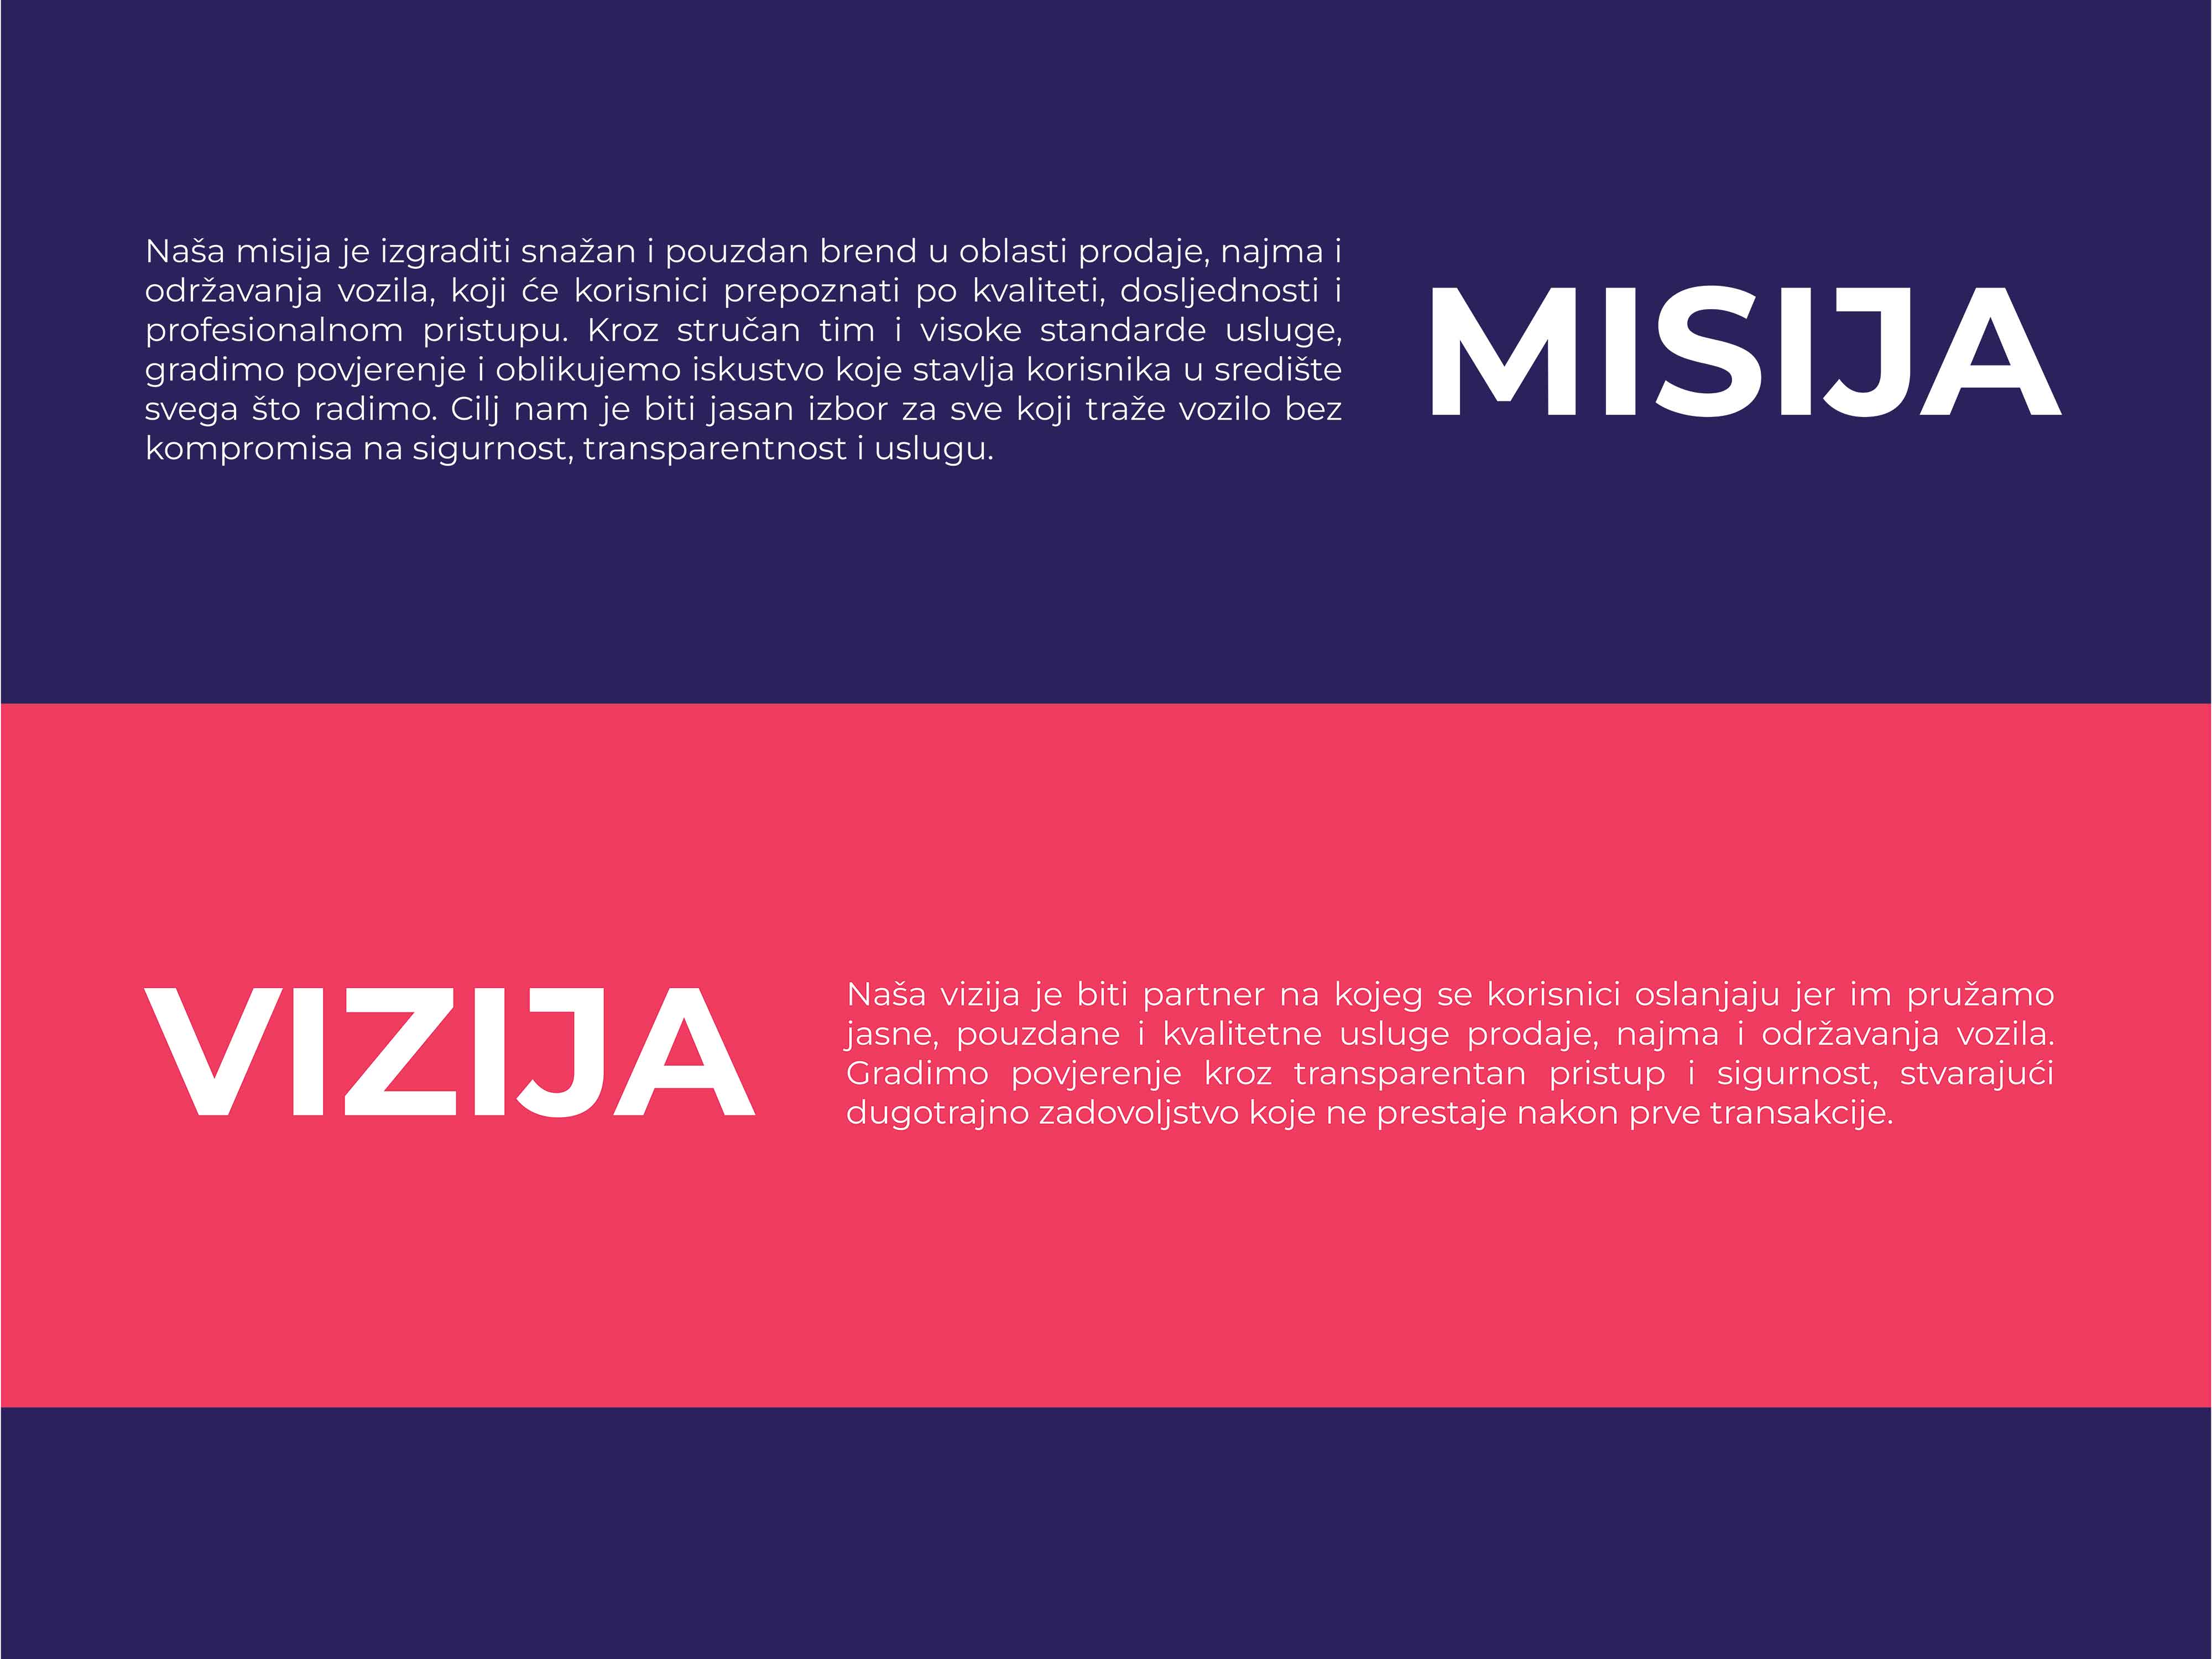 Naša misija je izgraditi snažan i pouzdan brend u oblasti prodaje, najma i
održavanja vozila, koji će korisnici prepoznati po kvaliteti, dosljednosti i
profesionalnom pristupu. Kroz stručan tim i visoke standarde usluge,
gradimo povjerenje i oblikujemo iskustvo koje stavlja korisnika u središte
svega što radimo. Cilj nam je biti jasan izbor za sve koji traže vozilo bez
kompromisa na sigurnost, transparentnost i uslugu.
MISIJA
VIZIJA
Naša vizija je biti partner na kojeg se korisnici oslanjaju jer im pružamo
jasne, pouzdane i kvalitetne usluge prodaje, najma i održavanja vozila.
Gradimo povjerenje kroz transparentan pristup i sigurnost, stvarajući
dugotrajno zadovoljstvo koje ne prestaje nakon prve transakcije.